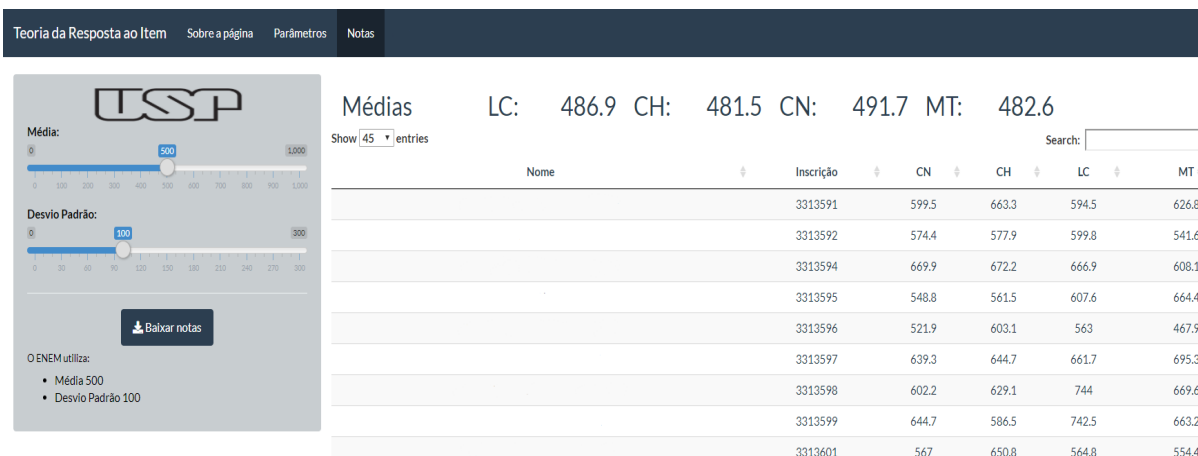 Teoria da Resposta ao Item Sobre a página Parâmetros Notas
USP
Média:
0 500 1,000
0 100 200 300 400 500 600 700 800 900 1,000
Desvio Padrão:
0 100 300
0 30 60 90 120 150 180 210 240 270 300
Baixar notas
O ENEM utiliza:
Média 500
Desvio Padrão 100
Médias LC: 486.9 CH: 481.5 CN: 491.7 MT: 482.6
Show 45 entries Search:
Nome Inscrição CN CH LC MT
3313591 599.5 663.3 594.5 626.8
3313592 574.4 577.9 599.8 541.6
3313594 669.9 672.2 666.9 608.1
3313595 548.8 561.5 607.6 664.4
3313596 521.9 603.1 563 467.9
3313597 639.3 644.7 661.7 695.3
3313598 602.2 629.1 744 669.6
3313599 644.7 586.5 742.5 663.2
3313601 567 650.8 564.8 554.4